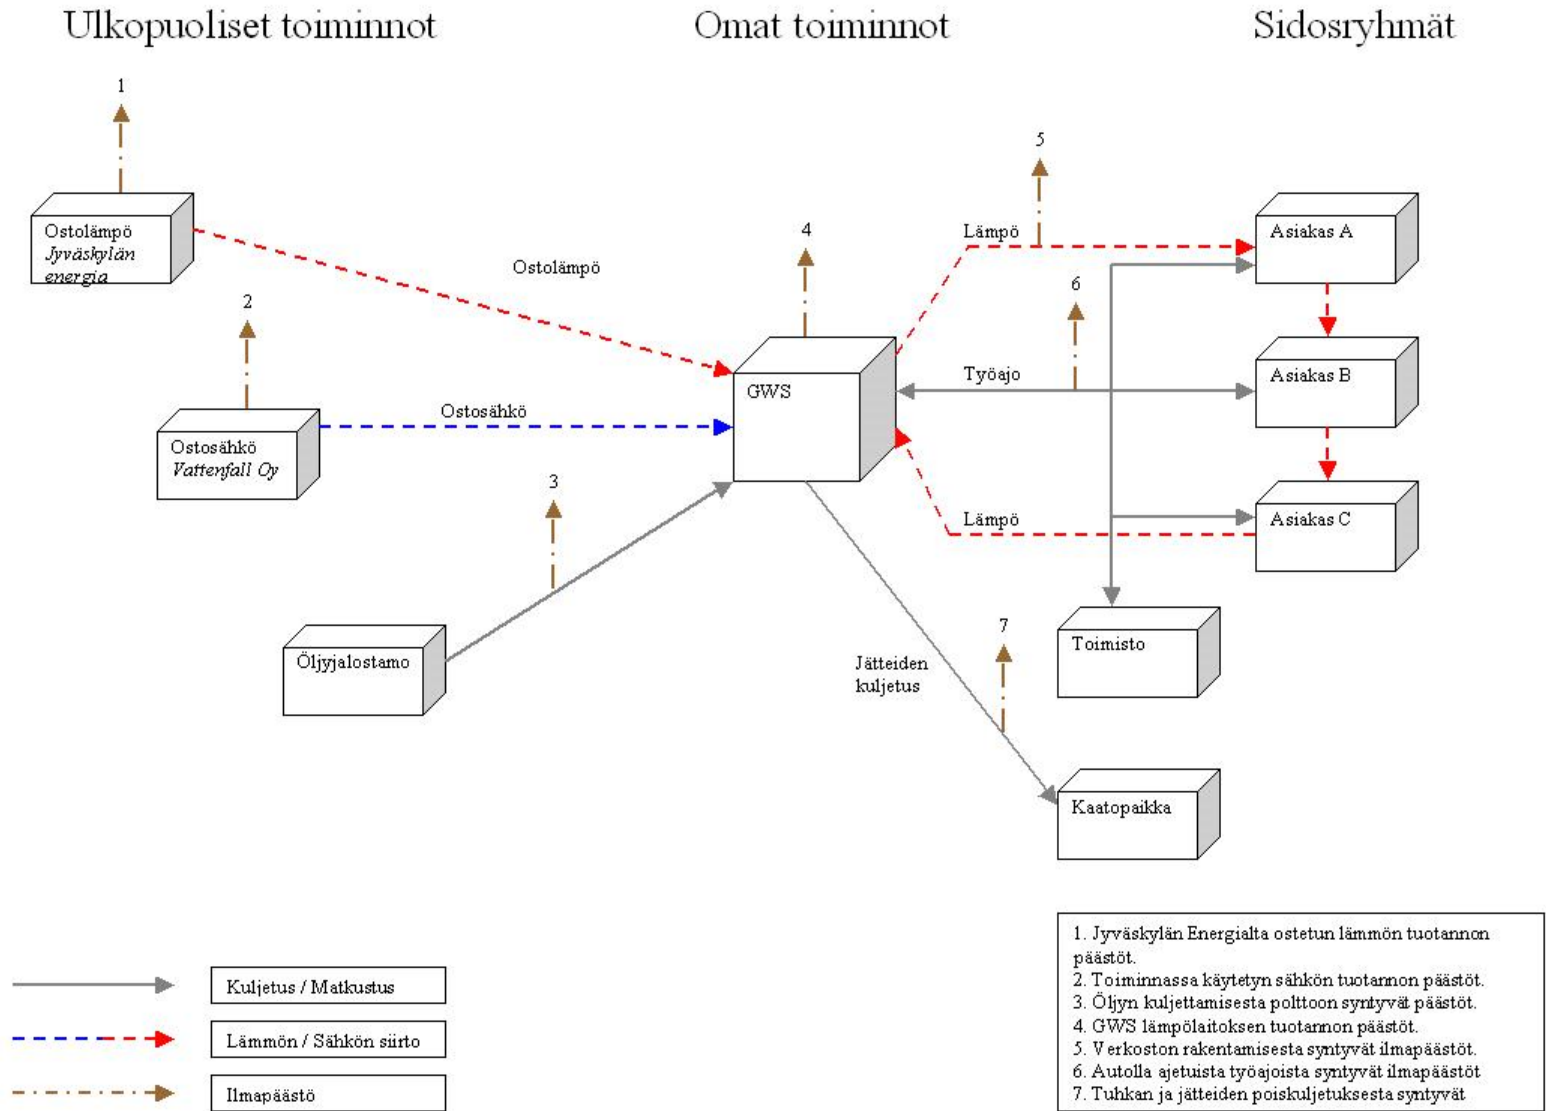 Ulkopuoliset toiminnot
Omat toiminnot
Sidosryhmät
1
5
Ostolämpö
Jyväskylän
energia
4
Lämpö
Asiakas A
Ostolämpö
2
6
GWS
Työajo
Asiakas B
Ostosähkö
Ostosähkö
Vattenfall Oy
3
Lämpö
Asiakas C
7
Öljyjalostamo
Jätteiden
kuljetus
Toimisto
Kaatopaikka
Kuljetus / Matkustus
Lämmön / Sähkön siirto
Ilmapäästö
1. Jyväskylän Energialta ostetun lämmön tuotannon
päästöt.
2. Toiminnassa käytetyn sähkön tuotannon päästöt.
3. Öljyn kuljettamisesta polttoon syntyvät päästöt.
4. GWS lämpölaitoksen tuotannon päästöt.
5. Verkoston rakentamisesta syntyvät ilmapäästöt.
6. Autolla ajetuista työajoista syntyvät ilmapäästöt
7. Tuhkan ja jätteiden poiskuljetuksesta syntyvät